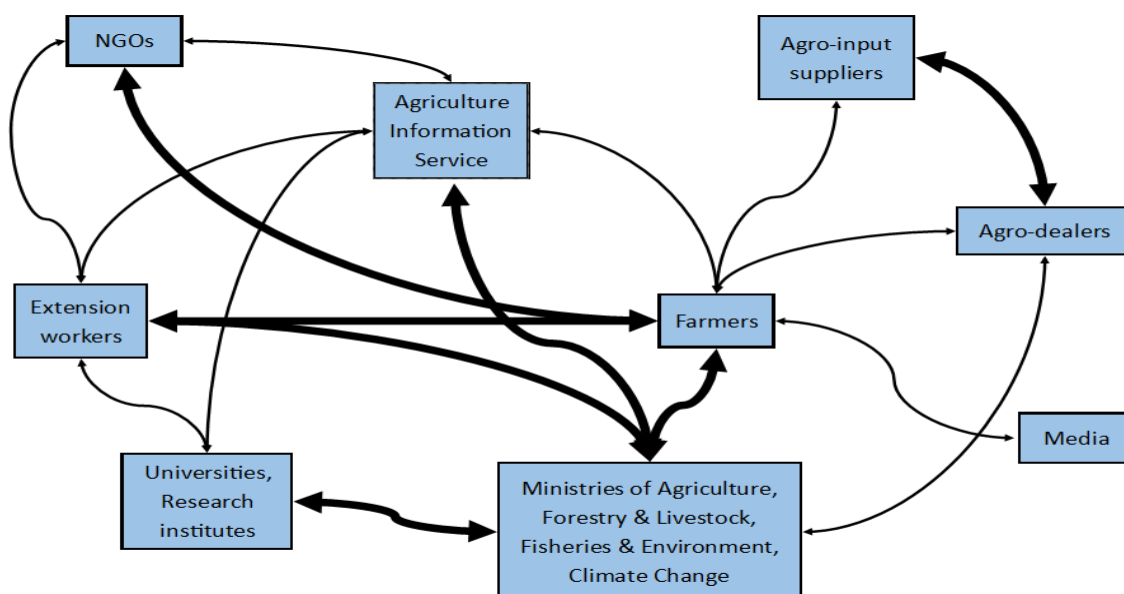 NGOs
Agro-input
suppliers
Agriculture
Information
Service
Agro-dealers
Extension
workers
Farmers
Media
Universities,
Research
institutes
Ministries of Agriculture,
Forestry & Livestock,
Fisheries & Environment,
Climate Change